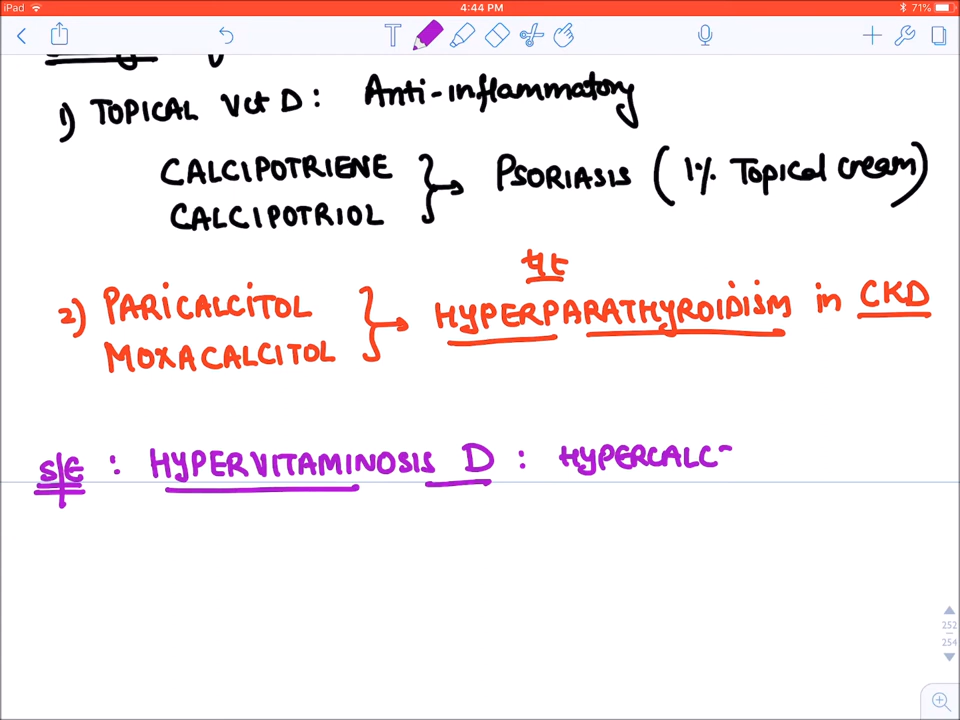 iPad 4:44 PM 71%
T
1) TOPICAL Vit D: Anti-inflammatory
CALCIPOTRIENE
CALCIPOTRIOL
PSORIASIS (1% Topical cream)
2) PARICALCITOL
MOXACALCITOL
HYPERPARATHYROIDISM in CKD
S/E : HYPERVITAMINOSIS D : HYPERCALC
252
254